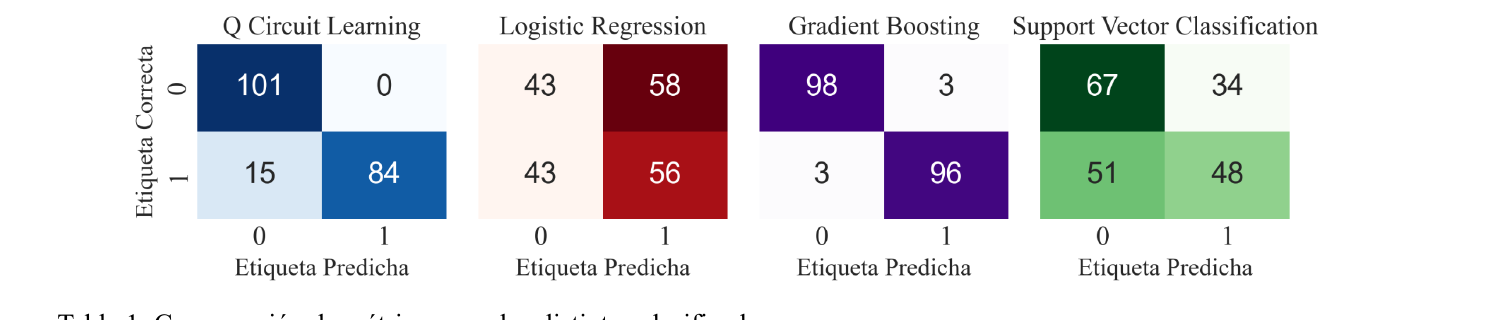 Q Circuit Learning Logistic Regression Gradient Boosting Support Vector Classification
Etiqueta Correcta
0 101 0 43 58 98 3 67 34
1 15 84 43 56 3 96 51 48
0 1 0 1 0 1 0 1
Etiqueta Predicha Etiqueta Predicha Etiqueta Predicha Etiqueta Predicha